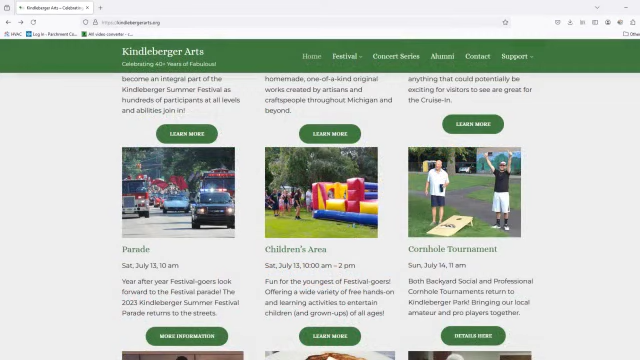 Kindleberger Arts – Celebratin
https://kindlebergerarts.org
HVAC
Log In - Parchment Co
AVI video converter - c
Other
Kindleberger Arts
Celebrating 40+ Years of Fabulous!
Home Festival Concert Series Alumni Contact Support
become an integral part of the
Kindleberger Summer Festival as
hundreds of participants at all levels
and abilities join in!
LEARN MORE
homemade, one-of-a-kind original
works created by artisans and
craftspeople throughout Michigan and
beyond.
LEARN MORE
anything that could potentially be
exciting for visitors to see are great for
the Cruise-In.
LEARN MORE
Parade
Sat, July 13, 10 am
Year after year Festival-goers look
forward to the Festival parade! The
2023 Kindleberger Summer Festival
Parade returns to the streets.
MORE INFORMATION
Children's Area
Sat, July 13, 10:00 am – 2 pm
Fun for the youngest of Festival-goers!
Offering a wide variety of free hands-on
and learning activities to entertain
children (and grown-ups) of all ages!
LEARN MORE
Cornhole Tournament
Sun, July 14, 11 am
Both Backyard Social and Professional
Cornhole Tournaments return to
Kindleberger Park! Bringing our local
amateur and pro players together.
DETAILS HERE